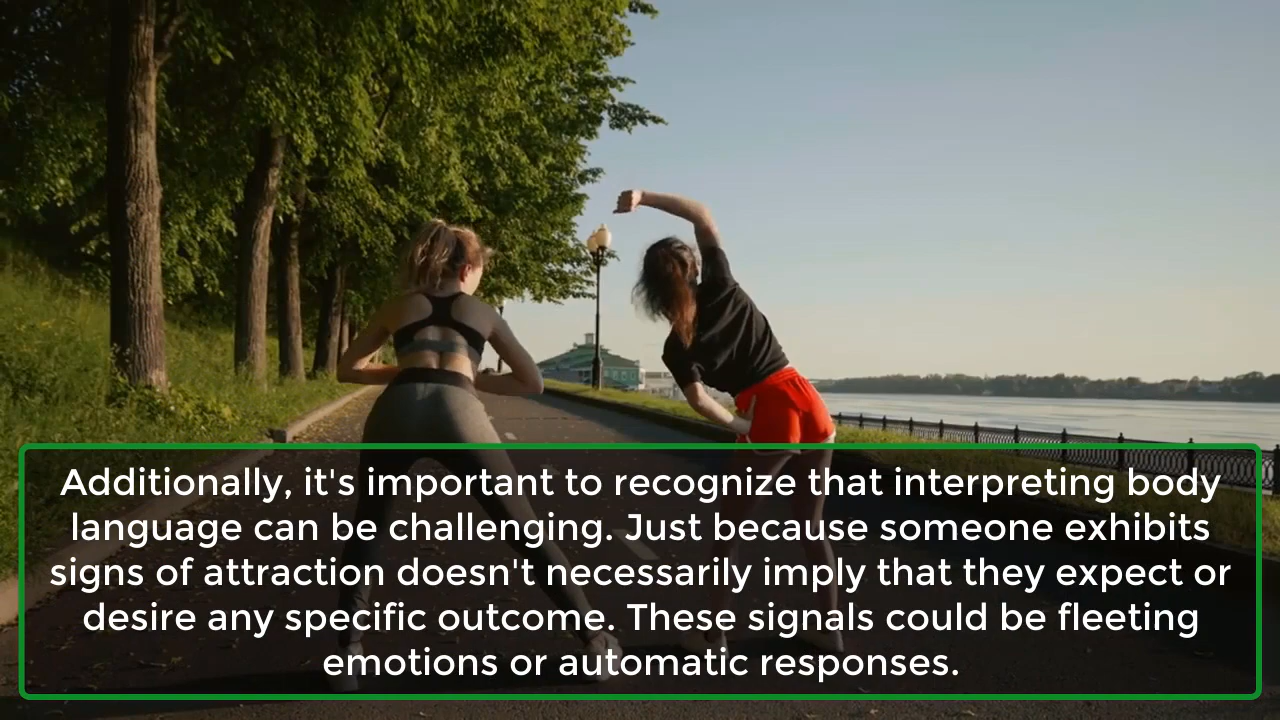 Additionally, it's important to recognize that interpreting body
language can be challenging. Just because someone exhibits
signs of attraction doesn't necessarily imply that they expect or
desire any specific outcome. These signals could be fleeting
emotions or automatic responses.